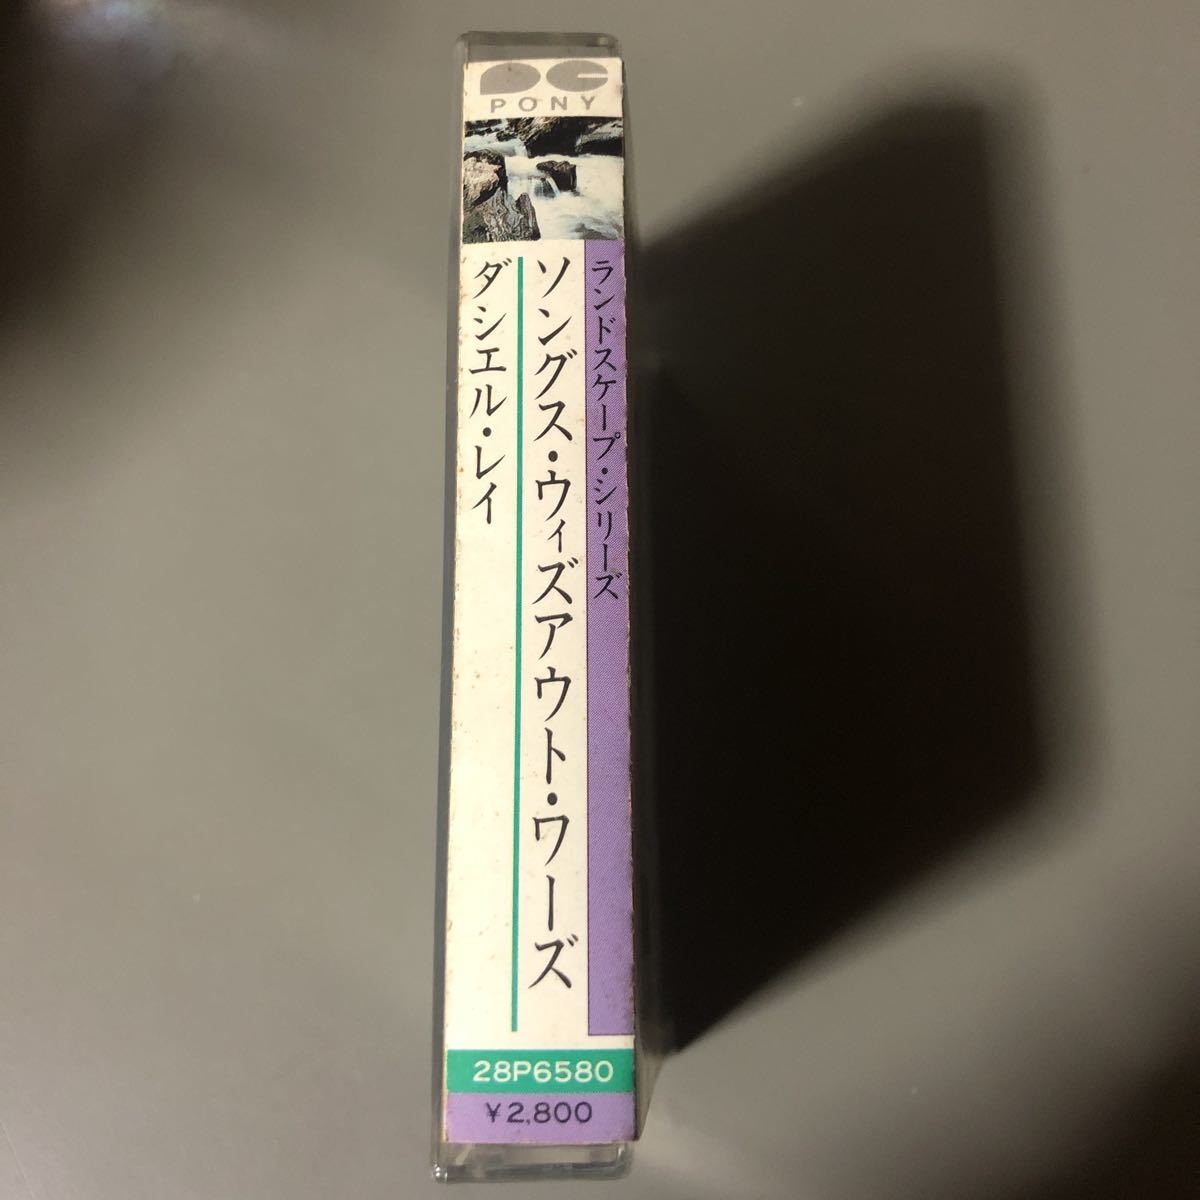 PC
PONY
ランドスケープ・シリーズ
ソングス・ウィズアウト・ワーズ
ダシエル・レイ
28P6580
¥2,800